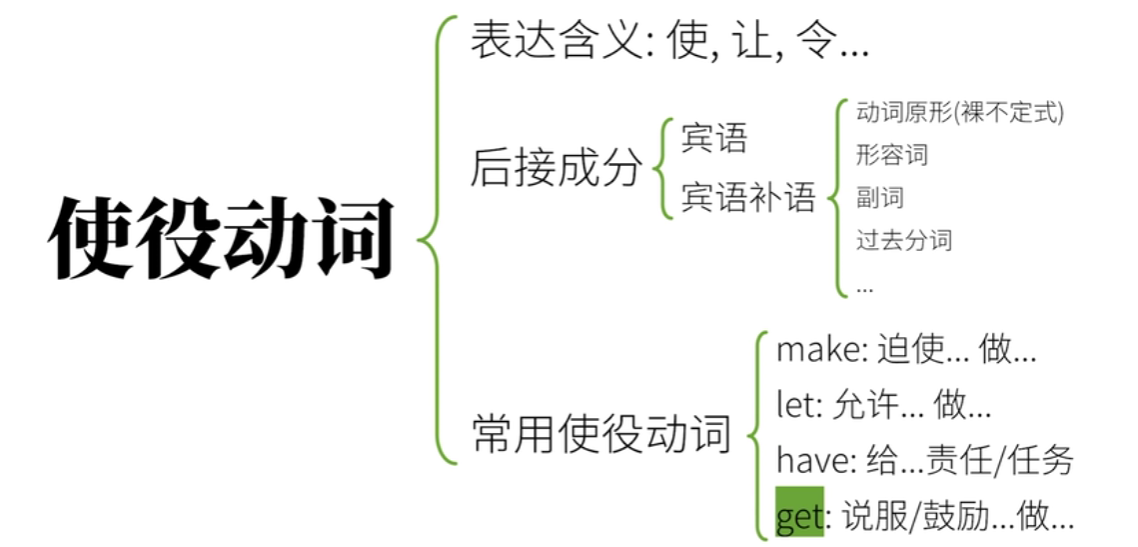 使役动词
表达含义: 使, 让, 令...
后接成分
宾语
宾语补语
动词原形(裸不定式)
形容词
副词
过去分词
...
常用使役动词
make: 迫使... 做...
let: 允许... 做...
have: 给...责任/任务
get: 说服/鼓励...做...